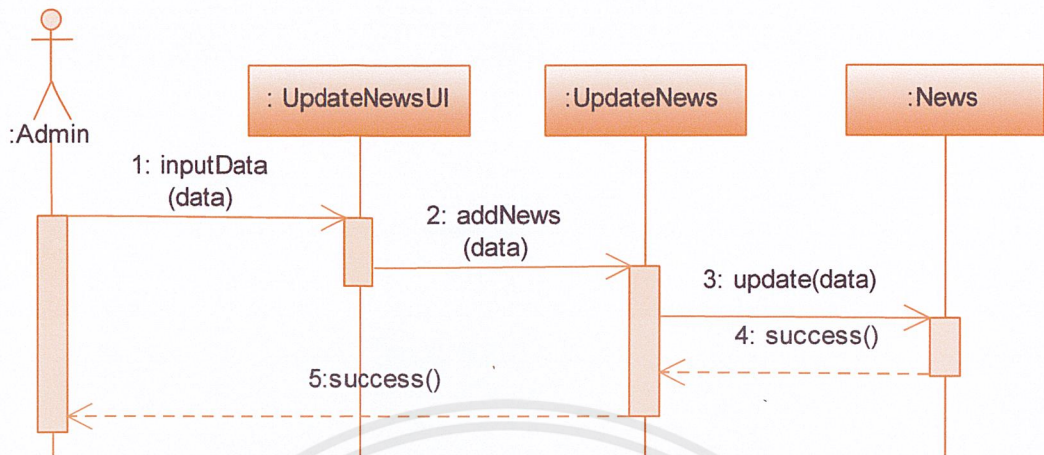 : UpdateNewsUI
:UpdateNews
:News
:Admin
1: inputData
(data)
2: addNews
(data)
3: update(data)
4: success()
5:success()